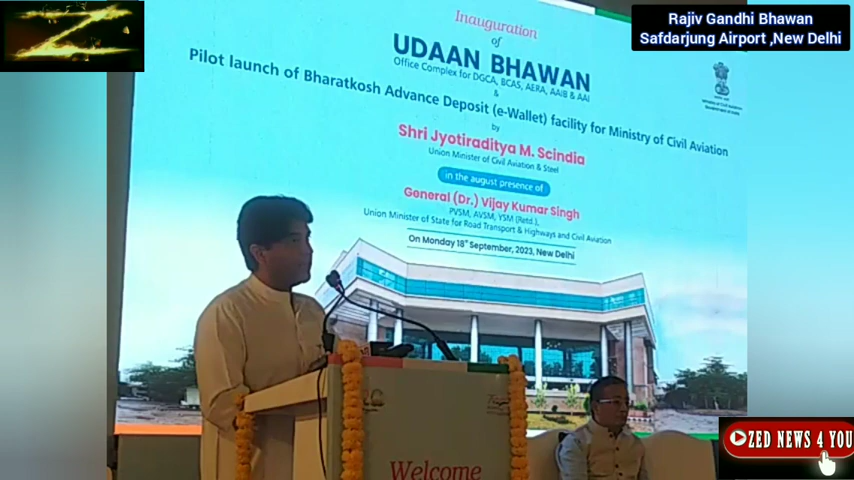 Rajiv Gandhi Bhawan
Safdarjung Airport ,New Delhi
Inauguration
of
UDAAN BHAWAN
Office Complex for DGCA, BCAS, AERA, AAIB & AAI
&
Pilot launch of Bharatkosh Advance Deposit (e-Wallet) facility for Ministry of Civil Aviation
by
Shri Jyotiraditya M. Scindia
Union Minister of Civil Aviation & Steel
in the august presence of
General (Dr.) Vijay Kumar Singh
PVSM, AVSM, YSM (Retd.),
Union Minister of State for Road Transport & Highways and Civil Aviation
On Monday 18th September, 2023, New Delhi
Welcome
ZED NEWS 4 YOU